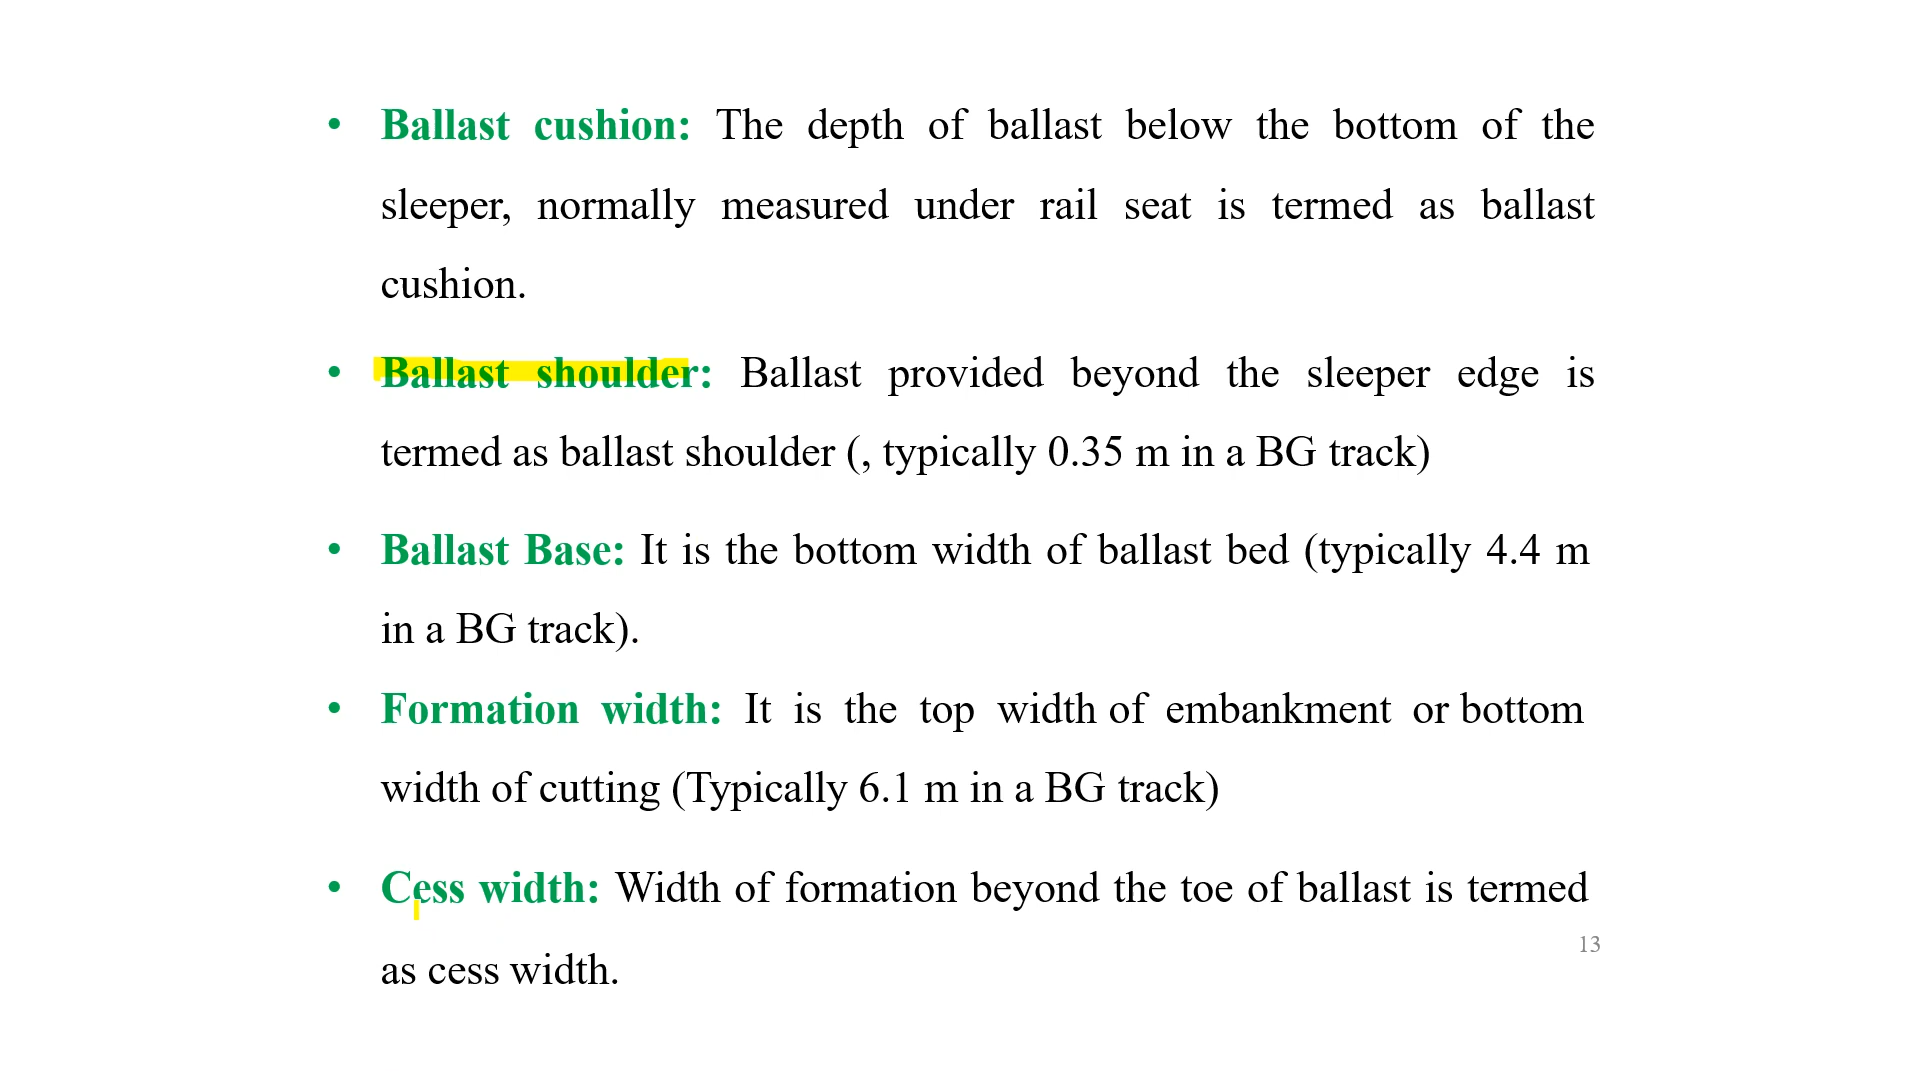 • Ballast cushion: The depth of ballast below the bottom of the
sleeper, normally measured under rail seat is termed as ballast
cushion.
• Ballast shoulder: Ballast provided beyond the sleeper edge is
termed as ballast shoulder (, typically 0.35 m in a BG track)
• Ballast Base: It is the bottom width of ballast bed (typically 4.4 m
in a BG track).
• Formation width: It is the top width of embankment or bottom
width of cutting (Typically 6.1 m in a BG track)
• Cess width: Width of formation beyond the toe of ballast is termed
13
as cess width.